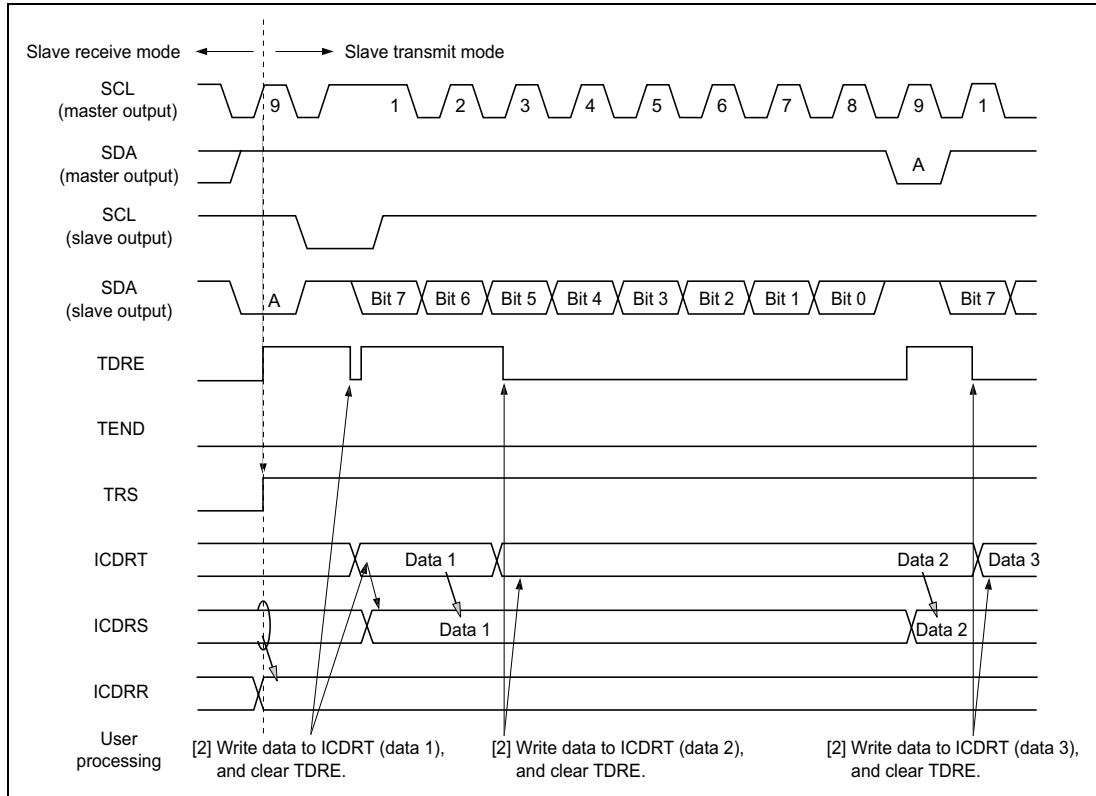 Slave receive mode
Slave transmit mode
SCL
(master output)
9 1 2 3 4 5 6 7 8 9 1
SDA
(master output)
A
SCL
(slave output)
SDA
(slave output)
A Bit 7 Bit 6 Bit 5 Bit 4 Bit 3 Bit 2 Bit 1 Bit 0 Bit 7
TDRE
TEND
TRS
ICDRT
Data 1 Data 2 Data 3
ICDRS
Data 1 Data 2
ICDRR
User
processing
[2] Write data to ICDRT (data 1),
and clear TDRE.
[2] Write data to ICDRT (data 2),
and clear TDRE.
[2] Write data to ICDRT (data 3),
and clear TDRE.